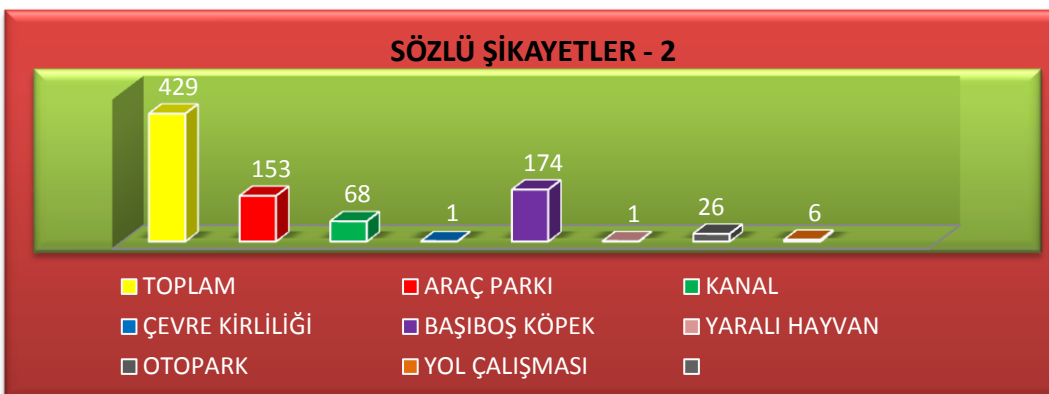 SÖZLÜ ŞİKAYETLER - 2
429
153
68
1
174
1
26
6
TOPLAM
ARAÇ PARKI
KANAL
ÇEVRE KİRLİLİĞİ
BAŞIBOŞ KÖPEK
YARALI HAYVAN
OTOPARK
YOL ÇALIŞMASI